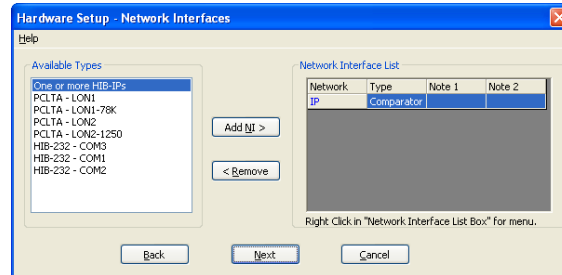 Hardware Setup - Network Interfaces
Help
Available Types
One or more HIB-IPs
PCLTA - LON1
PCLTA - LON1-78K
PCLTA - LON2
PCLTA - LON2-1250
HIB-232 - COM3
HIB-232 - COM1
HIB-232 - COM2
Add NI >
< Remove
Network Interface List
Network Type Note 1 Note 2
IP Comparator
Right Click in "Network Interface List Box" for menu.
Back Next Cancel